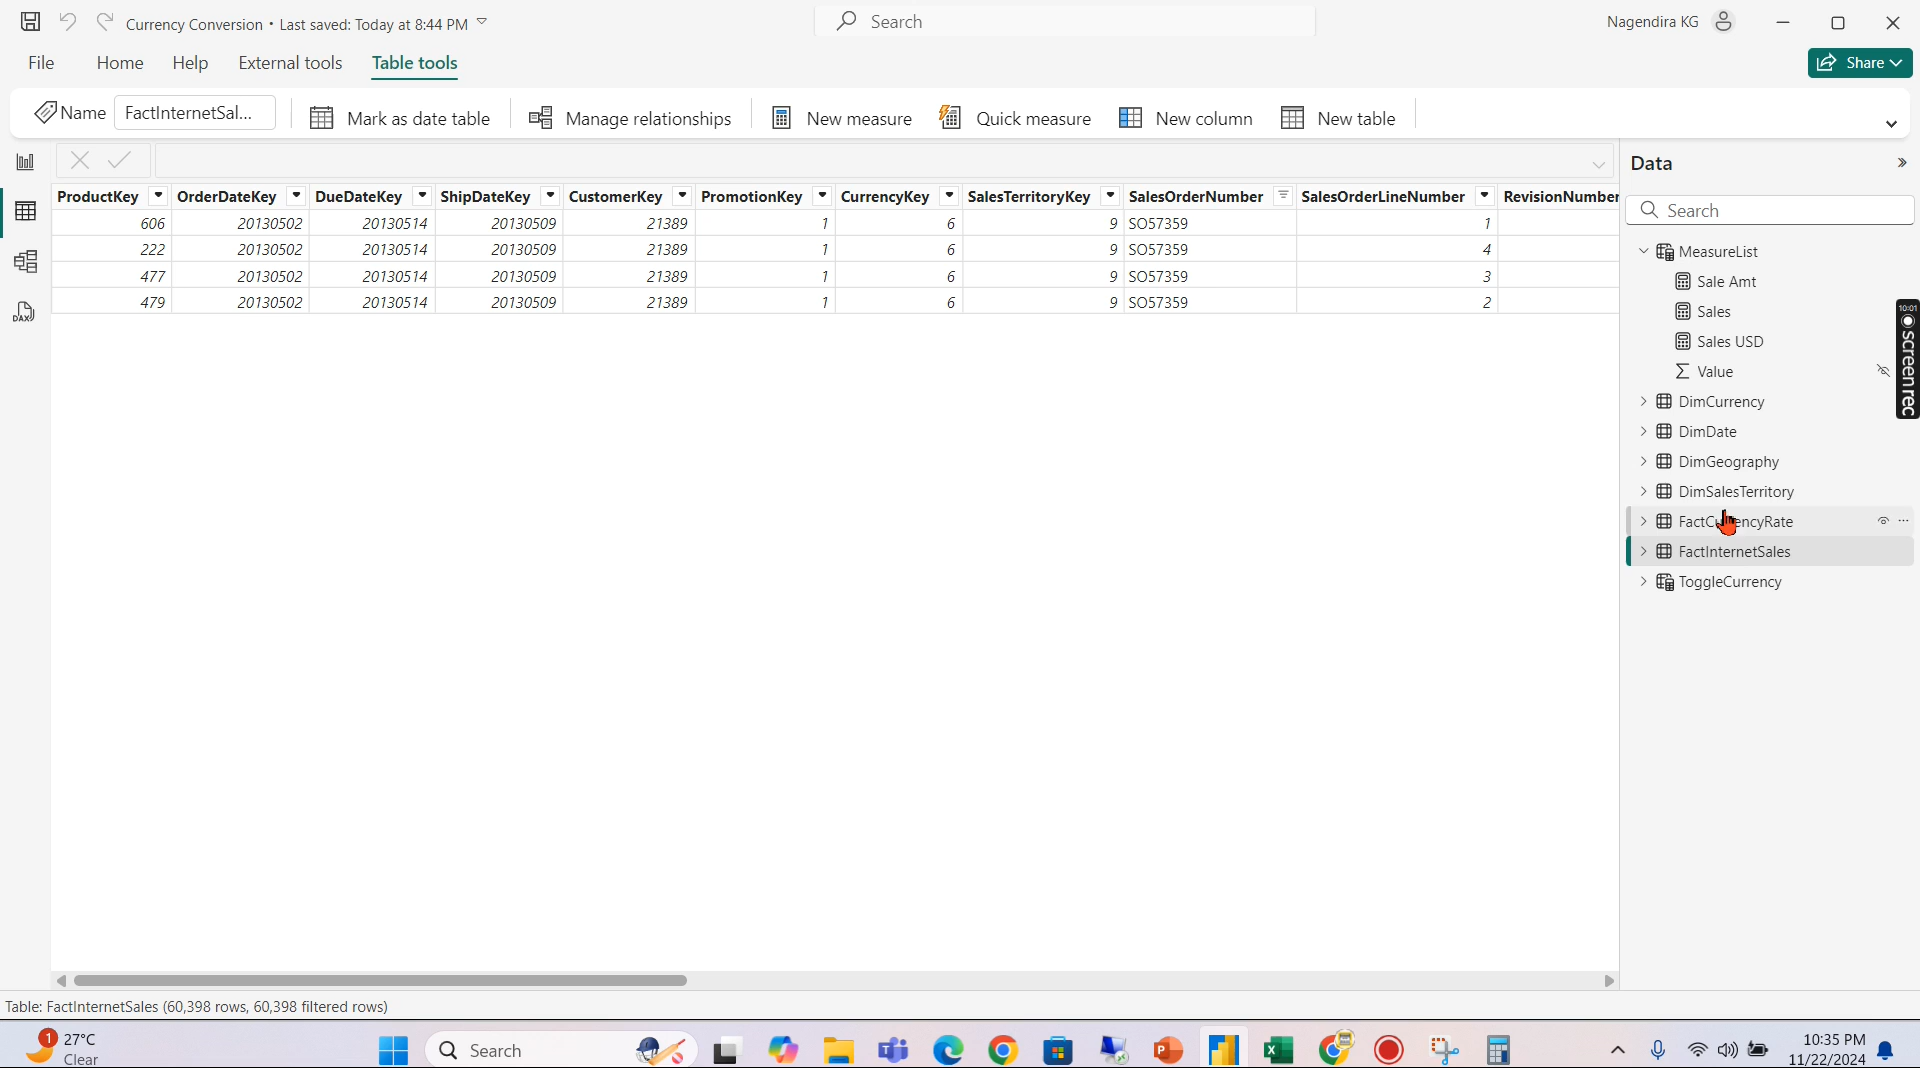 Currency Conversion • Last saved: Today at 8:44 PM
Search
Nagendira KG
File Home Help External tools Table tools
Share
Name FactInternetSal...
Mark as date table
Manage relationships
New measure
Quick measure
New column
New table
ProductKey OrderDateKey DueDateKey ShipDateKey CustomerKey PromotionKey CurrencyKey SalesTerritoryKey SalesOrderNumber SalesOrderLineNumber RevisionNumber
606 20130502 20130514 20130509 21389 1 6 9 SO57359 1
222 20130502 20130514 20130509 21389 1 6 9 SO57359 4
477 20130502 20130514 20130509 21389 1 6 9 SO57359 3
479 20130502 20130514 20130509 21389 1 6 9 SO57359 2
DAX
Data
Search
MeasureList
Sale Amt
Sales
Sales USD
Value
DimCurrency
DimDate
DimGeography
DimSalesTerritory
FactCurrencyRate
FactInternetSales
ToggleCurrency
10:01
screenrec
Table: FactInternetSales (60,398 rows, 60,398 filtered rows)
1
27°C
Clear
Search
10:35 PM
11/22/2024